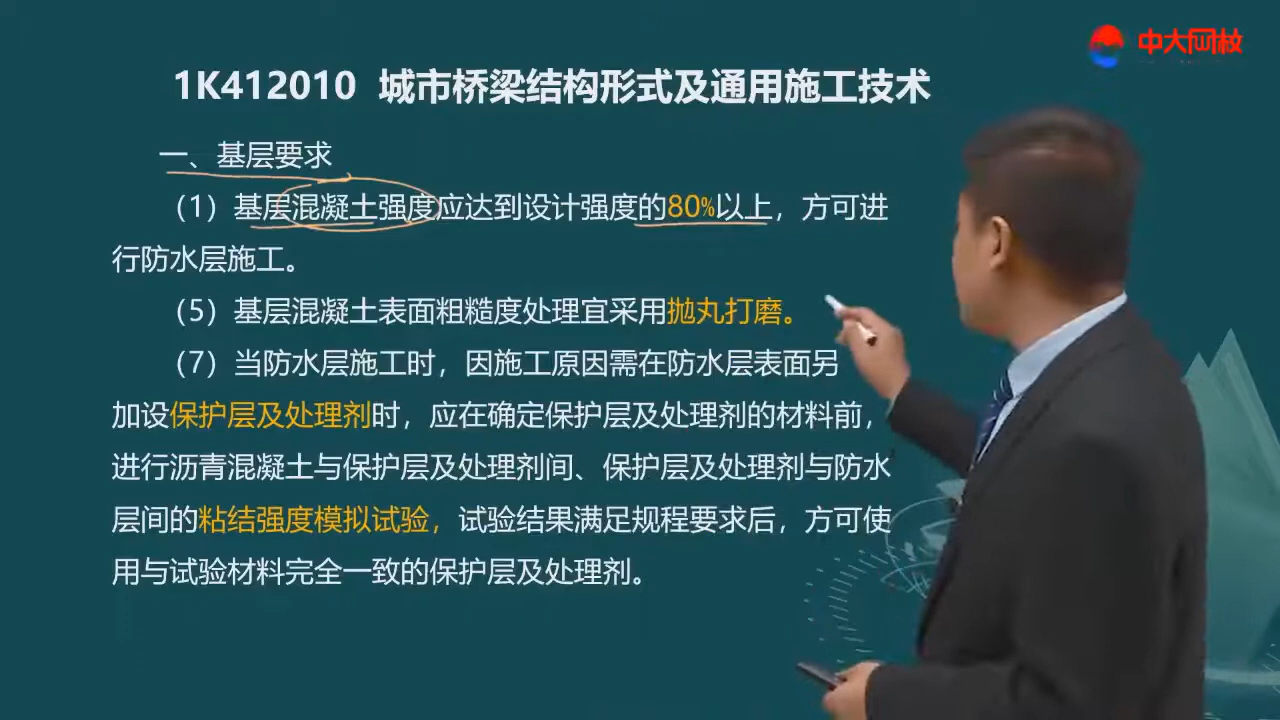 中大网校
1K412010 城市桥梁结构形式及通用施工技术
一、基层要求
（1）基层混凝土强度应达到设计强度的80%以上，方可进
行防水层施工。
（5）基层混凝土表面粗糙度处理宜采用抛丸打磨。
（7）当防水层施工时，因施工原因需在防水层表面另
加设保护层及处理剂时，应在确定保护层及处理剂的材料前，
进行沥青混凝土与保护层及处理剂间、保护层及处理剂与防水
层间的粘结强度模拟试验，试验结果满足规程要求后，方可使
用与试验材料完全一致的保护层及处理剂。